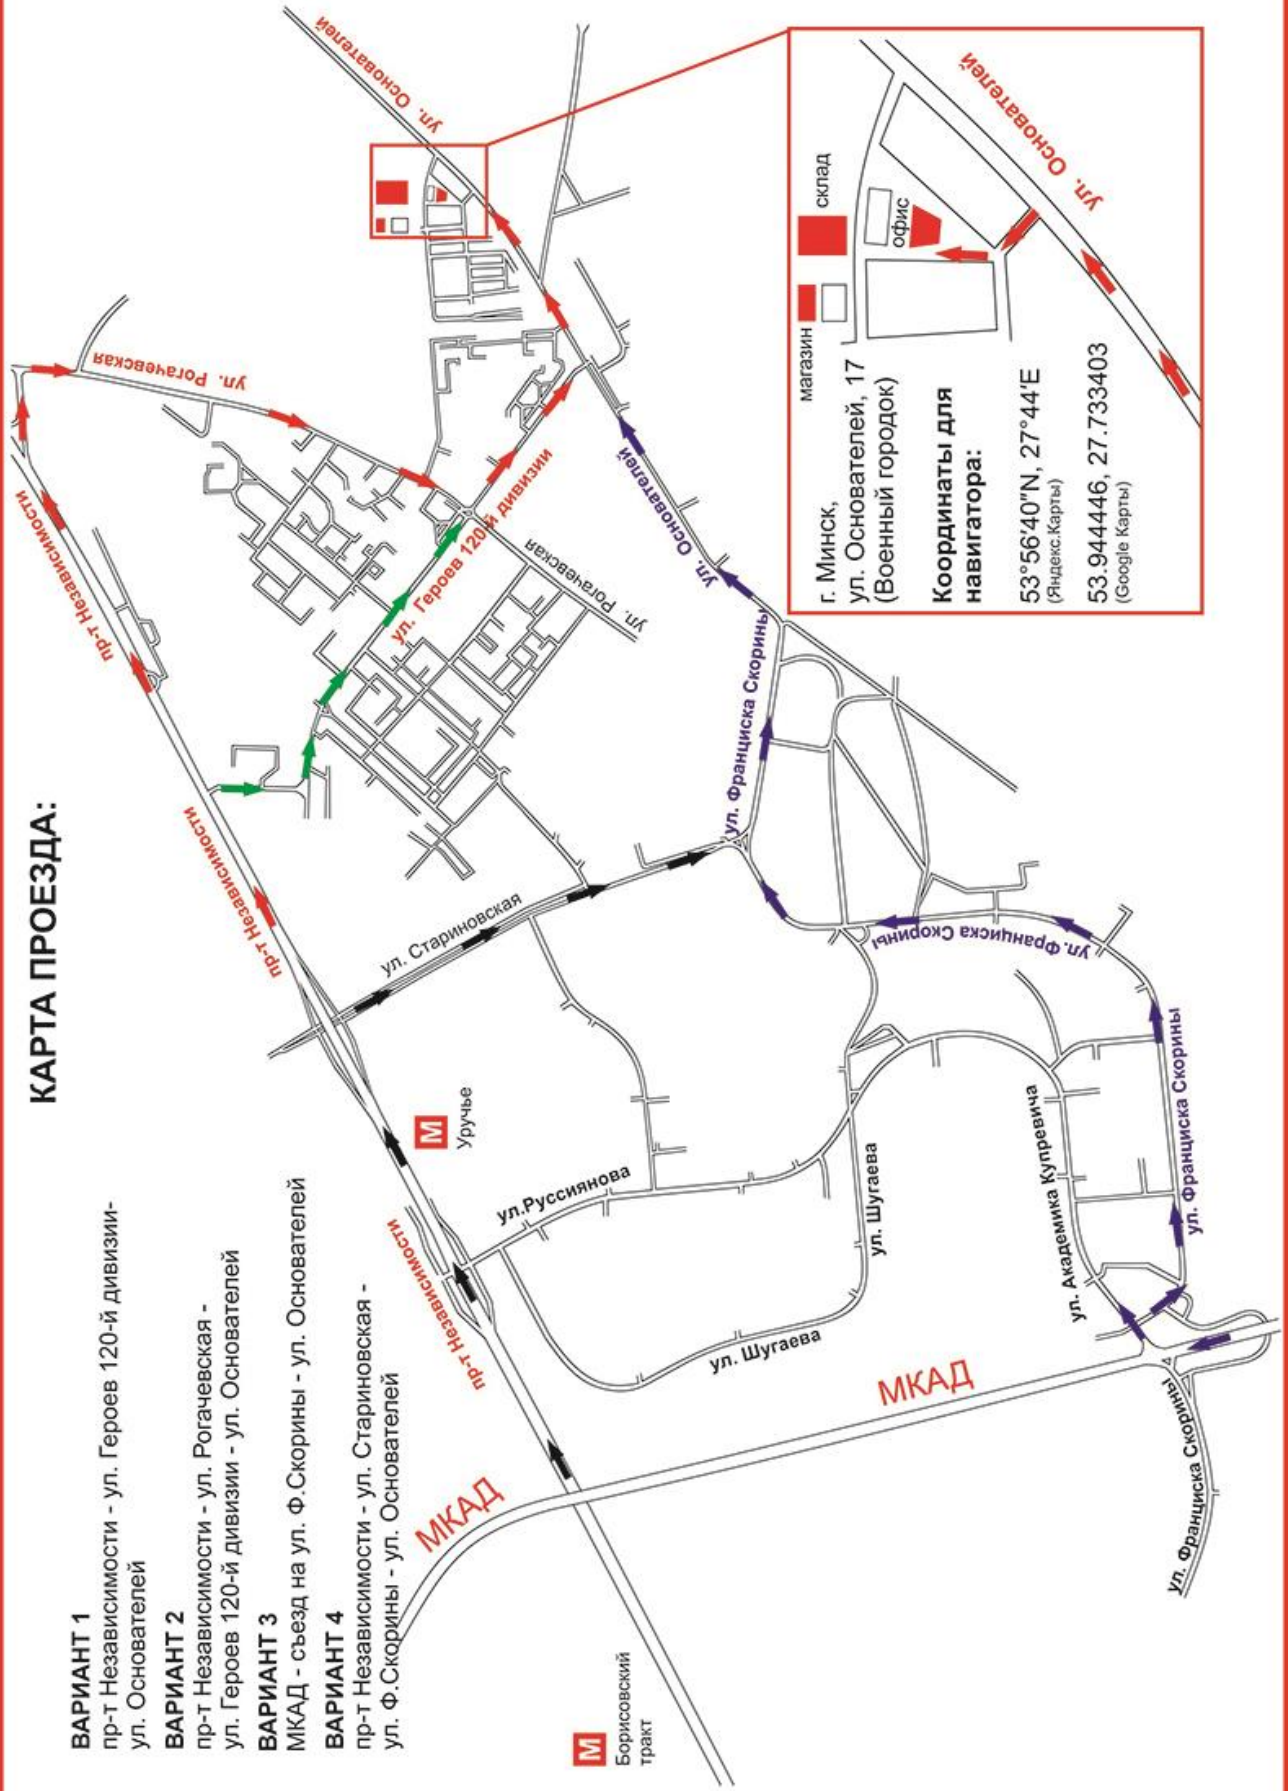 КАРТА ПРОЕЗДА:
ВАРИАНТ 1
пр-т Независимости - ул. Героев 120-й дивизии-
ул. Основателей
ВАРИАНТ 2
пр-т Независимости - ул. Рогачевская -
ул. Героев 120-й дивизии - ул. Основателей
ВАРИАНТ 3
МКАД - съезд на ул. Ф.Скорины - ул. Основателей
ВАРИАНТ 4
пр-т Независимости - ул. Стариновская -
ул. Ф.Скорины - ул. Основателей
М
Борисовский
тракт
МКАД
МКАД
пр-т Независимости
М
Уручье
пр-т Независимости
пр-т Независимости
пр-т Независимости
ул. Рогачевская
ул. Основателей
ул. Стариновская
ул. Героев 120-й дивизии
ул. Рогачевская
ул.Руссиянова
ул. Шугаева
ул. Шугаева
ул. Франциска Скорины
ул. Основателей
ул. Академика Купревича
ул. Франциска Скорины
ул. Франциска Скорины
ул. Франциска Скорины
магазин
склад
офис
ул. Основателей
г. Минск,
ул. Основателей, 17
(Военный городок)
Координаты для
навигатора:
53°56'40"N, 27°44'E
(Яндекс.Карты)
53.944446, 27.733403
(Google Карты)